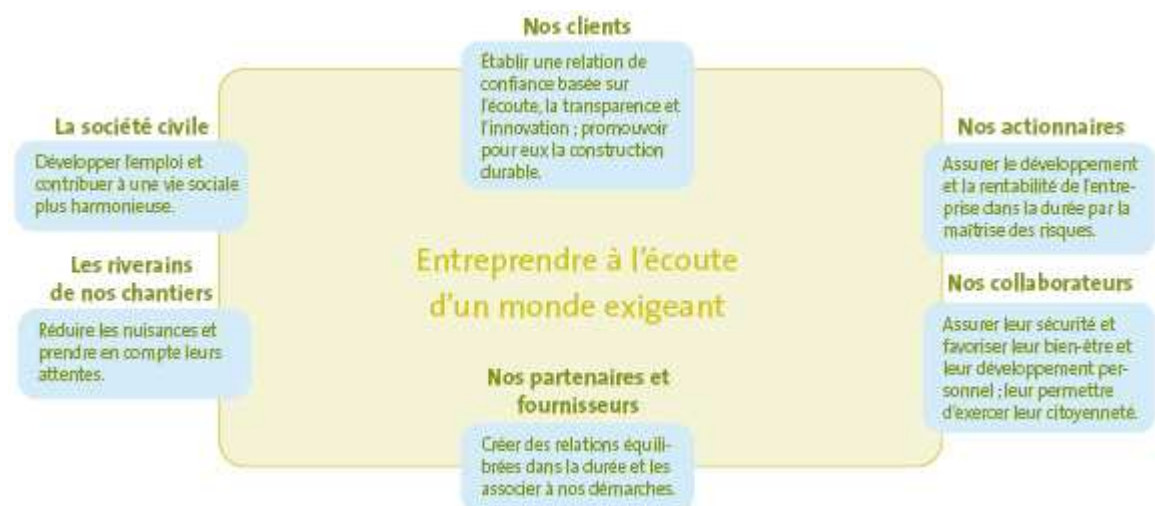 Nos clients
Établir une relation de
confiance basée sur
l'écoute, la transparence et
l'innovation ; promouvoir
pour eux la construction
durable.
La société civile
Développer l'emploi et
contribuer à une vie sociale
plus harmonieuse.
Nos actionnaires
Assurer le développement
et la rentabilité de l'entre-
prise dans la durée par la
maîtrise des risques.
Entreprendre à l'écoute
d'un monde exigeant
Les riverains
de nos chantiers
Réduire les nuisances et
prendre en compte leurs
attentes.
Nos collaborateurs
Assurer leur sécurité et
favoriser leur bien-être et
leur développement per-
sonnel ; leur permettre
d'exercer leur citoyenneté.
Nos partenaires et
fournisseurs
Créer des relations équili-
brées dans la durée et les
associer à nos démarches.